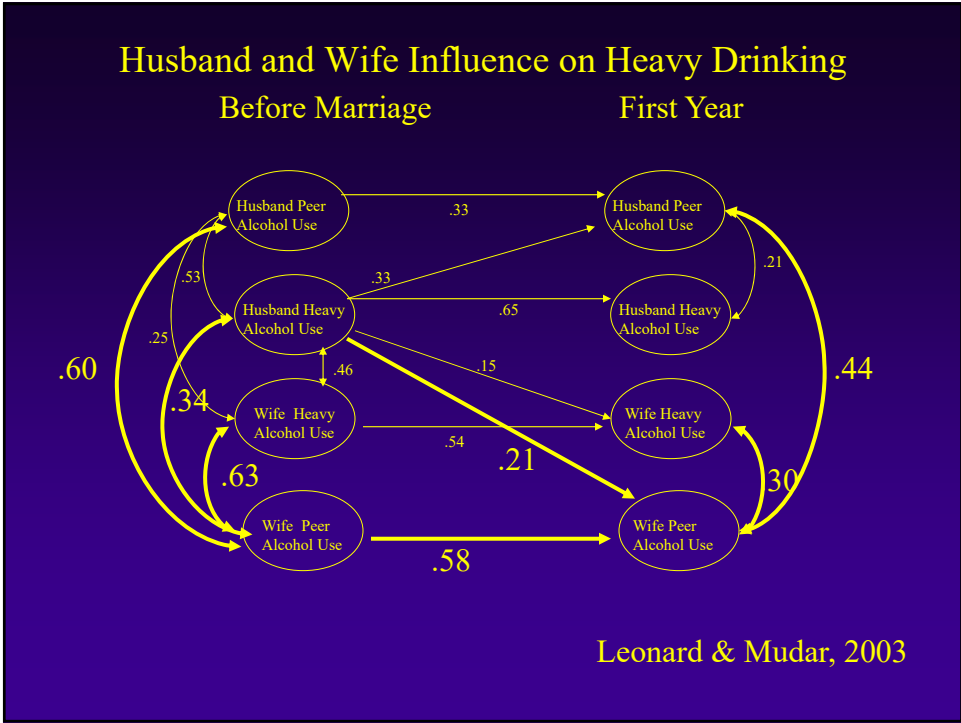 Husband and Wife Influence on Heavy Drinking
Before Marriage First Year
Husband Peer
Alcohol Use
.33
Husband Peer
Alcohol Use
.53
.33
.21
Husband Heavy
Alcohol Use
.65
Husband Heavy
Alcohol Use
.25
.60
.46
.15
.44
.34
Wife Heavy
Alcohol Use
.54
Wife Heavy
Alcohol Use
.63
.21
30
Wife Peer
Alcohol Use
.58
Wife Peer
Alcohol Use
Leonard & Mudar, 2003